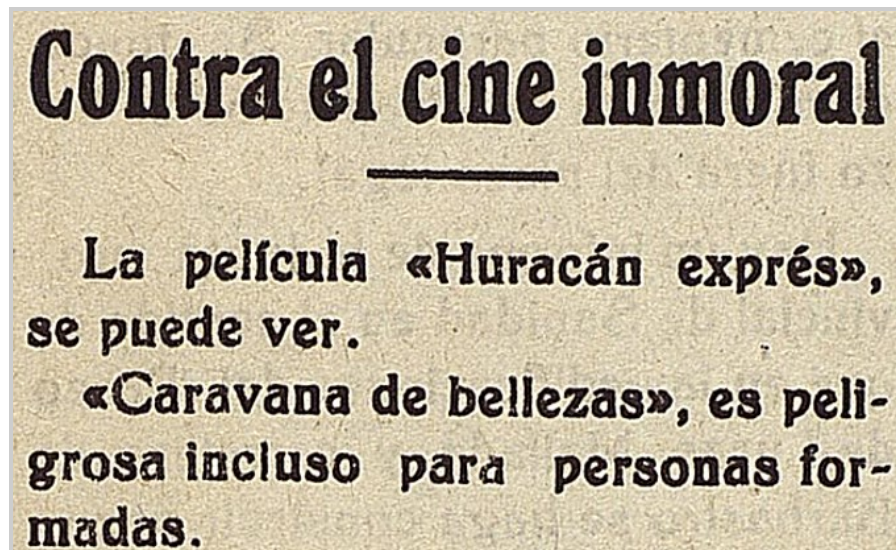 Contra el cine inmoral
La película «Huracán exprés»,
se puede ver.
«Caravana de bellezas», es peli-
grosa incluso para personas for-
madas.